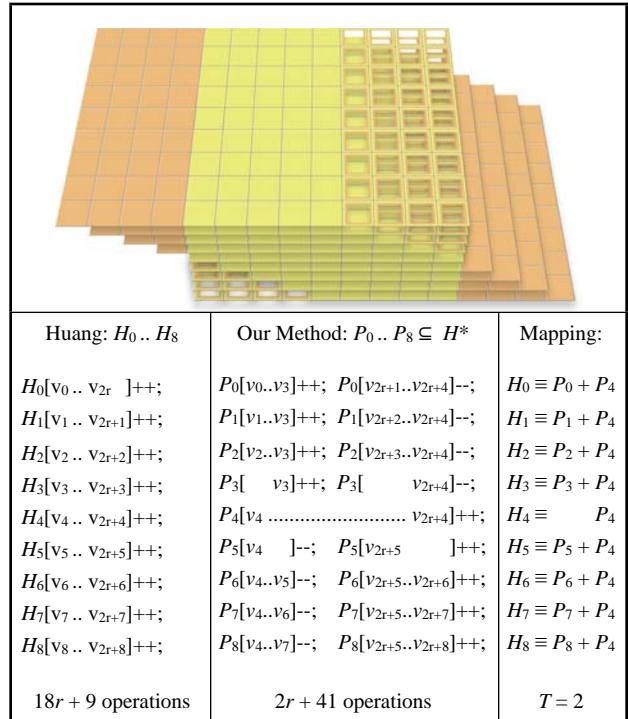 Huang: H0 .. H8 Our Method: P0 .. P8 ⊆ H* Mapping:
H0[v0 .. v2r ]++; P0[v0..v3]++; P0[v2r+1..v2r+4]--; H0 ≡ P0 + P4
H1[v1 .. v2r+1]++; P1[v1..v3]++; P1[v2r+2..v2r+4]--; H1 ≡ P1 + P4
H2[v2 .. v2r+2]++; P2[v2..v3]++; P2[v2r+3..v2r+4]--; H2 ≡ P2 + P4
H3[v3 .. v2r+3]++; P3[ v3]++; P3[ v2r+4]--; H3 ≡ P3 + P4
H4[v4 .. v2r+4]++; P4[v4 ............................ v2r+4]++; H4 ≡ P4
H5[v5 .. v2r+5]++; P5[v4 ]--; P5[v2r+5 ]++; H5 ≡ P5 + P4
H6[v6 .. v2r+6]++; P6[v4..v5]--; P6[v2r+5..v2r+6]++; H6 ≡ P6 + P4
H7[v7 .. v2r+7]++; P7[v4..v6]--; P7[v2r+5..v2r+7]++; H7 ≡ P7 + P4
H8[v8 .. v2r+8]++; P8[v4..v7]--; P8[v2r+5..v2r+8]++; H8 ≡ P8 + P4
18r + 9 operations 2r + 41 operations T = 2